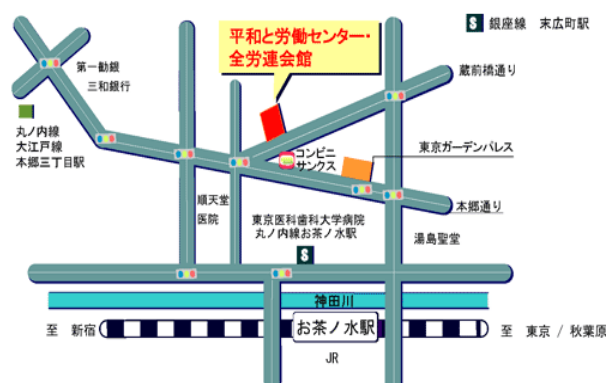 S 銀座線 末広町駅
平和と労働センター・
全労連会館
第一勧銀
三和銀行
蔵前橋通り
丸ノ内線
大江戸線
本郷三丁目駅
コンビニ
サンクス
東京ガーデンパレス
順天堂
医院
本郷通り
東京医科歯科大学病院
丸ノ内線お茶ノ水駅
S
湯島聖堂
神田川
至 新宿
お茶ノ水駅
至 東京 / 秋葉原
JR